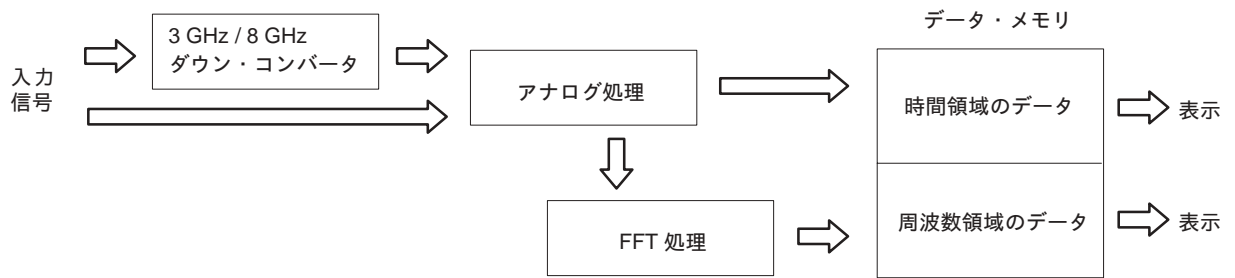 データ・メモリ
3 GHz / 8 GHz
ダウン・コンバータ
入力
信号
アナログ処理
時間領域のデータ
表示
FFT 処理
周波数領域のデータ
表示